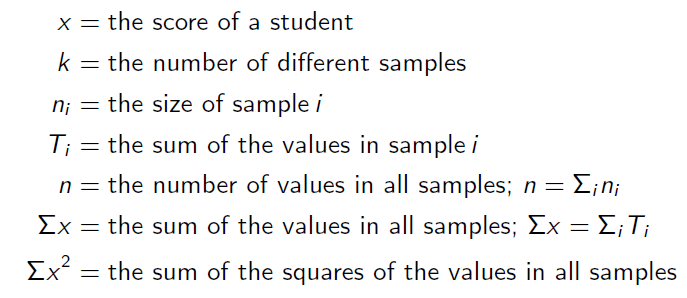 x = the score of a student
k = the number of different samples
nᵢ = the size of sample i
Tᵢ = the sum of the values in sample i
n = the number of values in all samples; n = Σᵢnᵢ
Σx = the sum of the values in all samples; Σx = ΣᵢTᵢ
Σx² = the sum of the squares of the values in all samples